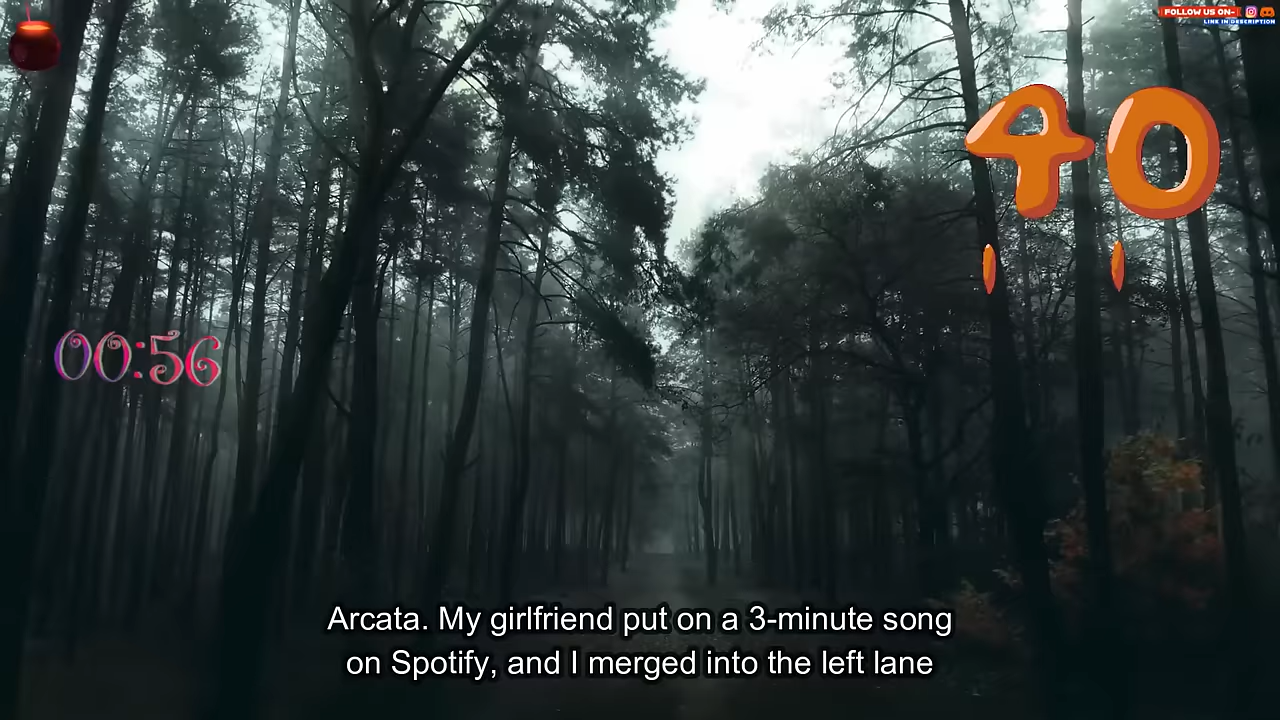 FOLLOW US ON-
LINK IN DESCRIPTION
40
00:56
Arcata. My girlfriend put on a 3-minute song
on Spotify, and I merged into the left lane